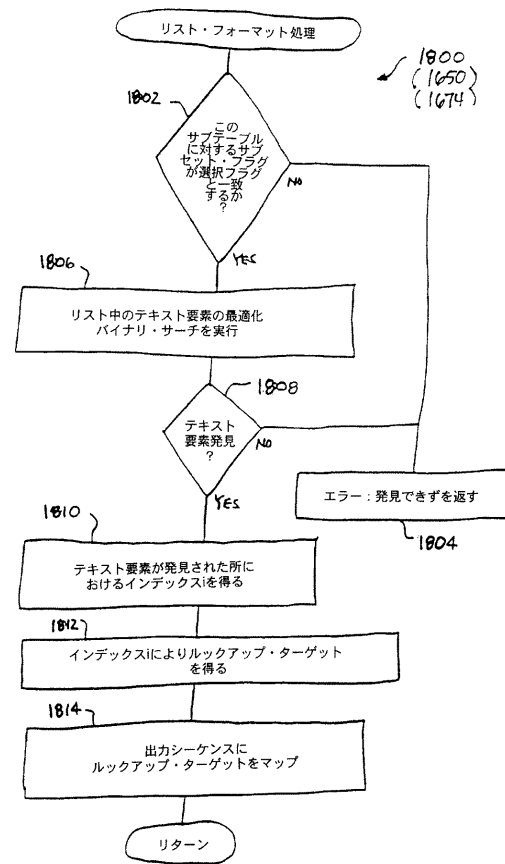 リスト・フォーマット処理
1800
(1650)
(1674)
1802
この
サブテーブル
に対するサブ
セット・フラグ
が選択フラグ
と一致
するか
?
NO
YES
1806
リスト中のテキスト要素の最適化
バイナリ・サーチを実行
1808
テキスト
要素発見
?
NO
YES
エラー:発見できずを返す
1804
1810
テキスト要素が発見された所に
おけるインデックスiを得る
1812
インデックスiによりルックアップ・ターゲット
を得る
1814
出力シーケンスに
ルックアップ・ターゲットをマップ
リターン